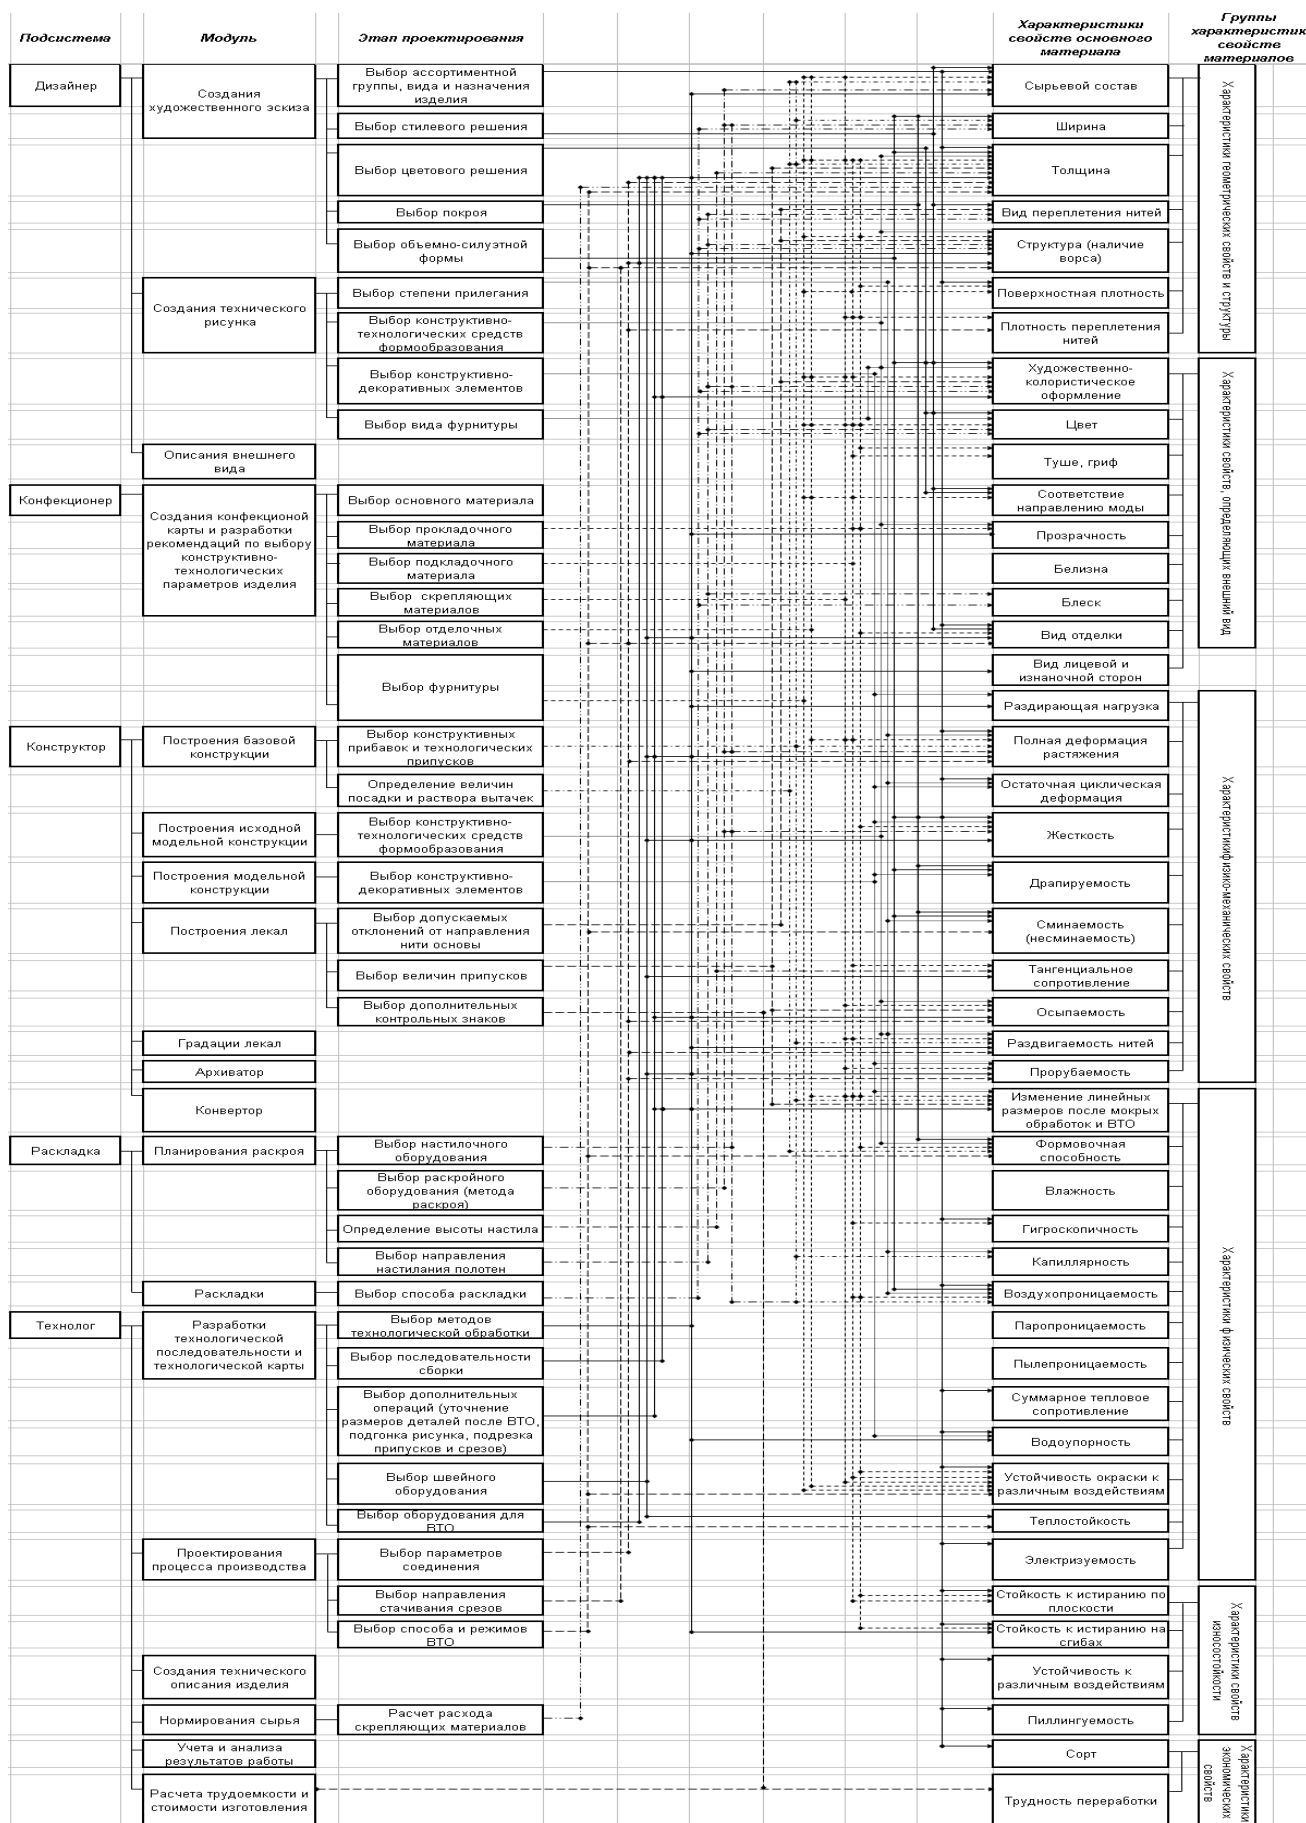 Подсистема
Модуль
Этап проектирования
Характеристики
свойств основного
материала
Группы
характеристик
свойств
материалов
Дизайнер
Создания
художественного эскиза
Выбор ассортиментной
группы, вида и назначения
изделия
Выбор стилевого решения
Выбор цветового решения
Выбор покроя
Выбор объемно-силуэтной
формы
Создания технического
рисунка
Выбор степени прилегания
Выбор конструктивно-
технологических средств
формообразования
Выбор конструктивно-
декоративных элементов
Выбор вида фурнитуры
Описания внешнего
вида
Конфекционер
Создания конфекционой
карты и разработки
рекомендаций по выбору
конструктивно-
технологических
параметров изделия
Выбор основного материала
Выбор прокладочного
материала
Выбор подкладочного
материала
Выбор скрепляющих
материалов
Выбор отделочных
материалов
Выбор фурнитуры
Конструктор
Построения базовой
конструкции
Выбор конструктивных
прибавок и технологических
припусков
Определение величин
посадки и раствора вытачек
Построения исходной
модельной конструкции
Выбор конструктивно-
технологических средств
формообразования
Построения модельной
конструкции
Выбор конструктивно-
декоративных элементов
Построения лекал
Выбор допускаемых
отклонений от направления
нити основы
Выбор величин припусков
Выбор дополнительных
контрольных знаков
Градации лекал
Архиватор
Конвертор
Раскладка
Планирования раскроя
Выбор настилочного
оборудования
Выбор раскройного
оборудования (метода
раскроя)
Определение высоты настила
Выбор направления
настилания полотен
Раскладки
Выбор способа раскладки
Технолог
Разработки
технологической
последовательности и
технологической карты
Выбор методов
технологической обработки
Выбор последовательности
сборки
Выбор дополнительных
операций (уточнение
размеров деталей после ВТО,
подгонка рисунка, подрезка
припусков и срезов)
Выбор швейного
оборудования
Выбор оборудования для
ВТО
Проектирования
процесса производства
Выбор параметров
соединения
Выбор направления
стачивания срезов
Выбор способа и режимов
ВТО
Создания технического
описания изделия
Нормирования сырья
Расчет расхода
скрепляющих материалов
Учета и анализа
результатов работы
Расчета трудоемкости и
стоимости изготовления
Сырьевой состав
Ширина
Толщина
Вид переплетения нитей
Структура (наличие
ворса)
Поверхностная плотность
Плотность переплетения
нитей
Художественно-
колористическое
оформление
Цвет
Туше, гриф
Соответствие
направлению моды
Прозрачность
Белизна
Блеск
Вид отделки
Вид лицевой и
изнаночной сторон
Раздирающая нагрузка
Полная деформация
растяжения
Остаточная циклическая
деформация
Жесткость
Драпируемость
Сминаемость
(несминаемость)
Тангенциальное
сопротивление
Осыпаемость
Раздвигаемость нитей
Прорубаемость
Изменение линейных
размеров после мокрых
обработок и ВТО
Формовочная
способность
Влажность
Гигроскопичность
Капиллярность
Воздухопроницаемость
Паропроницаемость
Пылепроницаемость
Суммарное тепловое
сопротивление
Водоупорность
Устойчивость окраски к
различным воздействиям
Теплостойкость
Электризуемость
Стойкость к истиранию по
плоскости
Стойкость к истиранию на
сгибах
Устойчивость к
различным воздействиям
Пиллингуемость
Сорт
Трудность переработки
Характеристики геометрических свойств и структуры
Характеристики свойств, определяющих внешний вид
Характеристикифизико-механических свойств
Характеристики физических свойств
Характеристики свойств
износостойкости
Характеристики
экономических
свойств